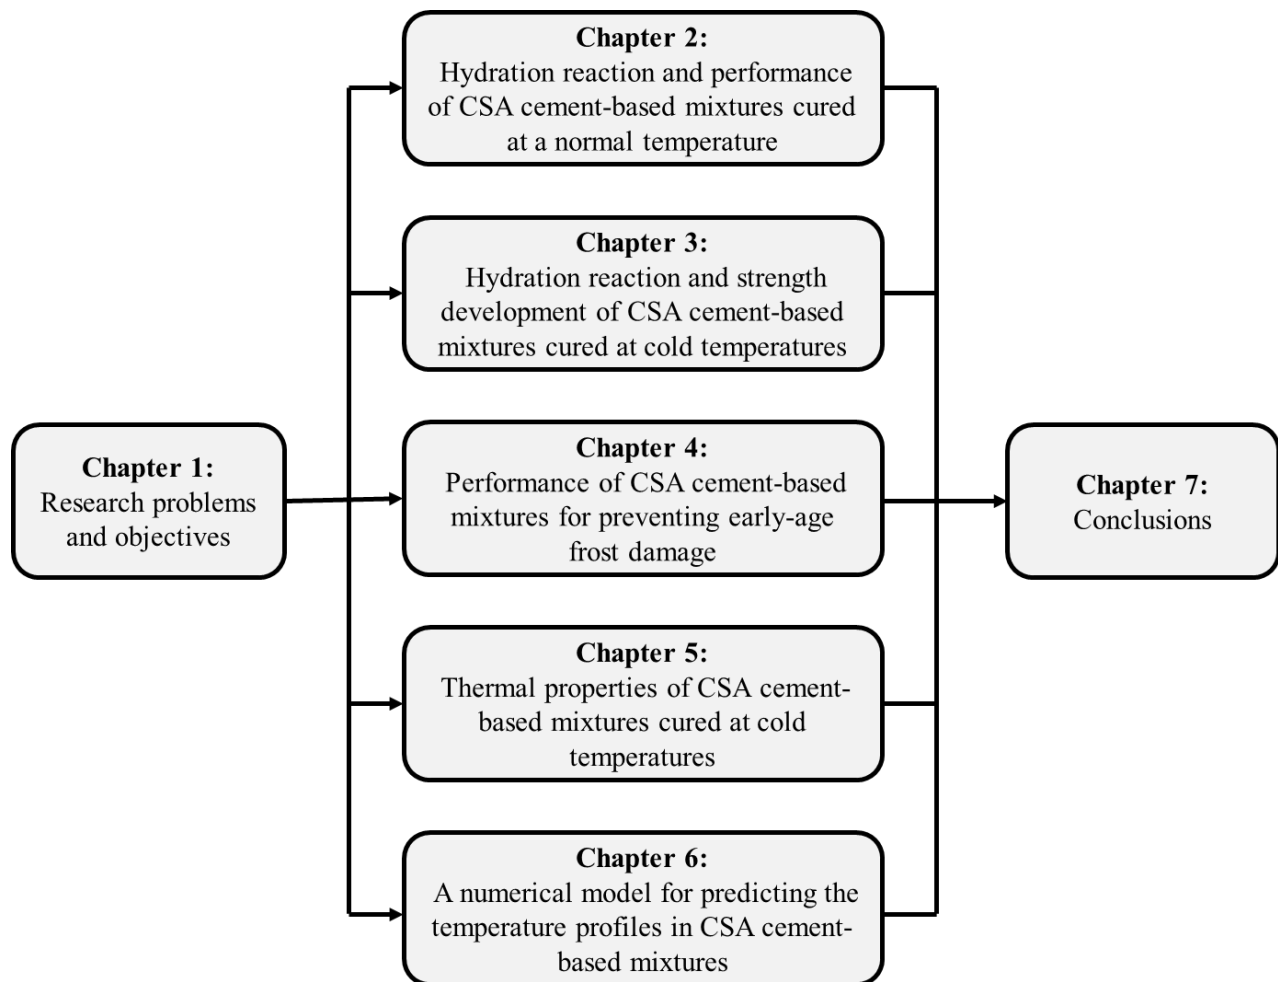 Chapter 1:
Research problems
and objectives
Chapter 2:
Hydration reaction and performance
of CSA cement-based mixtures cured
at a normal temperature
Chapter 3:
Hydration reaction and strength
development of CSA cement-based
mixtures cured at cold temperatures
Chapter 4:
Performance of CSA cement-based
mixtures for preventing early-age
frost damage
Chapter 5:
Thermal properties of CSA cement-
based mixtures cured at cold
temperatures
Chapter 6:
A numerical model for predicting the
temperature profiles in CSA cement-
based mixtures
Chapter 7:
Conclusions